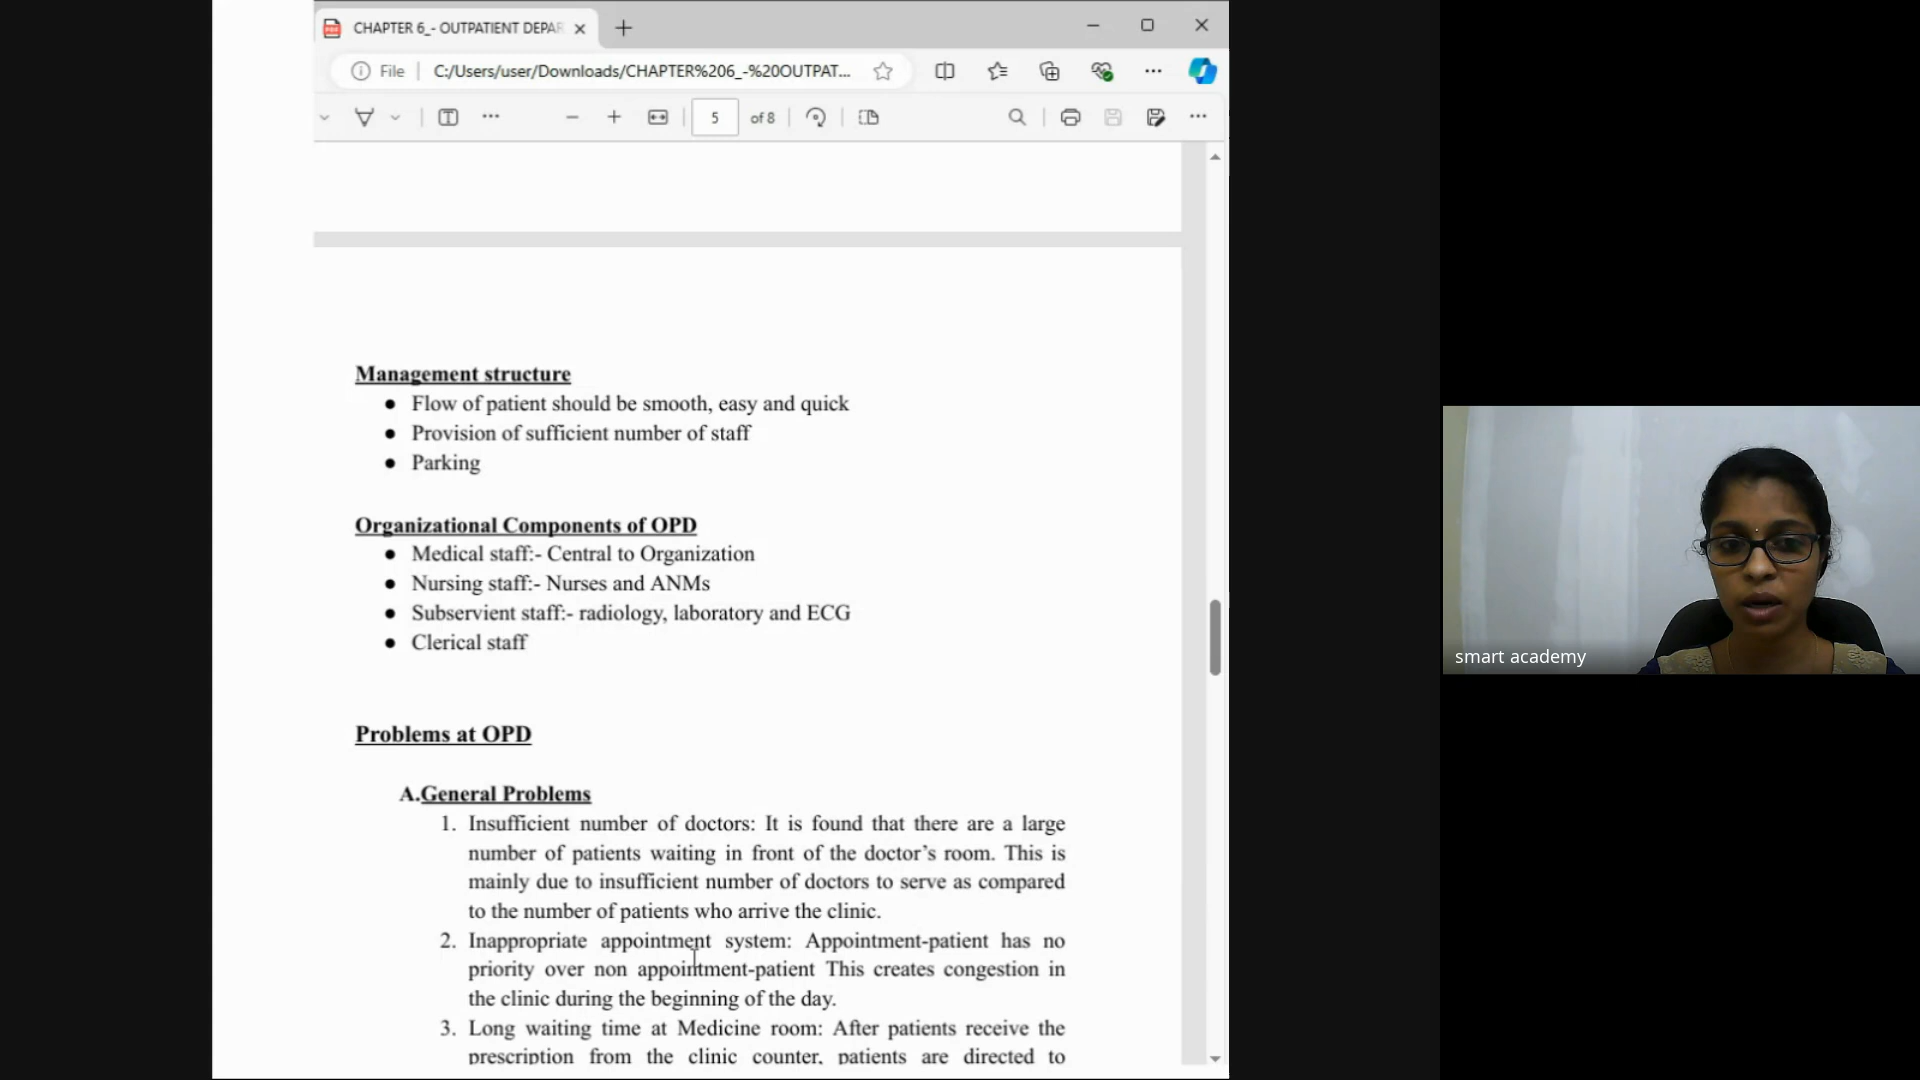 CHAPTER 6_- OUTPATIENT DEPAR
File
C:/Users/user/Downloads/CHAPTER%206_-%20OUTPAT...
5 of 8
Management structure
● Flow of patient should be smooth, easy and quick
● Provision of sufficient number of staff
● Parking
Organizational Components of OPD
● Medical staff:- Central to Organization
● Nursing staff:- Nurses and ANMs
● Subservient staff:- radiology, laboratory and ECG
● Clerical staff
Problems at OPD
A.General Problems
1. Insufficient number of doctors: It is found that there are a large
number of patients waiting in front of the doctor’s room. This is
mainly due to insufficient number of doctors to serve as compared
to the number of patients who arrive the clinic.
2. Inappropriate appointment system: Appointment-patient has no
priority over non appointment-patient This creates congestion in
the clinic during the beginning of the day.
3. Long waiting time at Medicine room: After patients receive the
prescription from the clinic counter, patients are directed to
smart academy